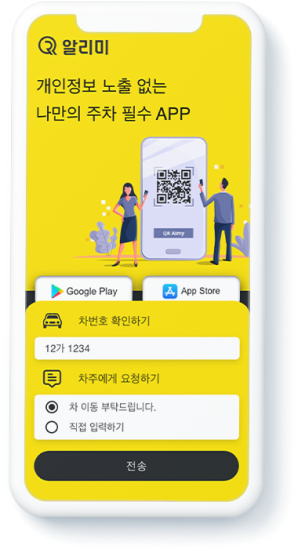 QR 알리미
개인정보 노출 없는
나만의 주차 필수 APP
QR Alimy
Google Play
App Store
차번호 확인하기
12가 1234
차주에게 요청하기
차 이동 부탁드립니다.
직접 입력하기
전송